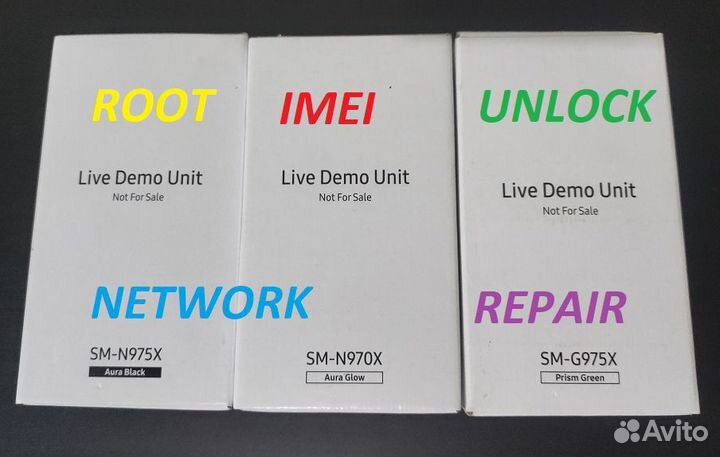 ROOT IMEI UNLOCK
Live Demo Unit
Not For Sale
Live Demo Unit
Not For Sale
Live Demo Unit
Not For Sale
NETWORK REPAIR
SM-N975X
Aura Black
SM-N970X
Aura Glow
SM-G975X
Prism Green
Avito